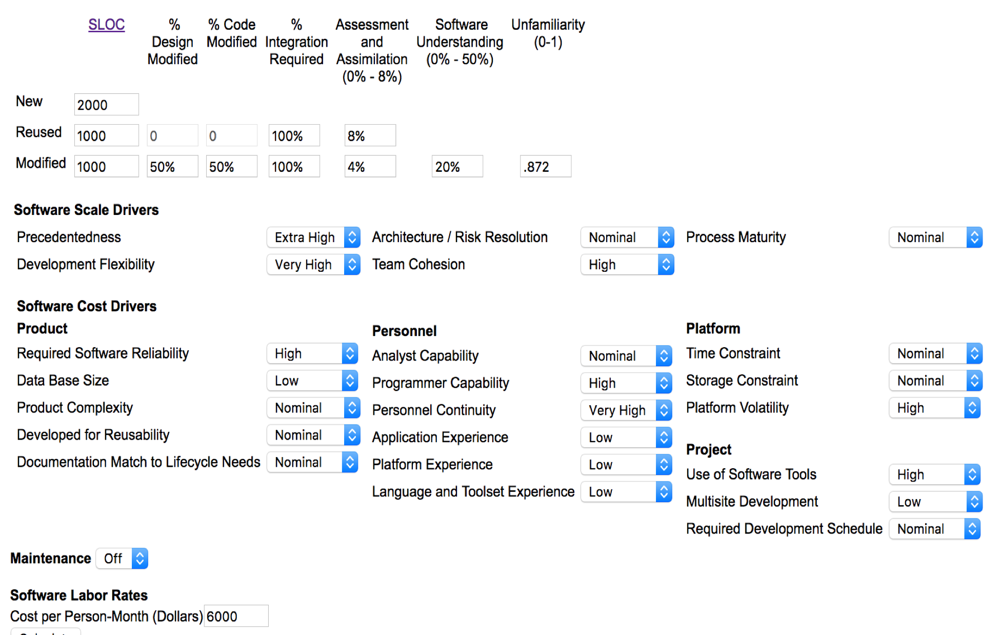 SLOC % Design Modified % Code Modified % Integration Required Assessment and Assimilation (0% - 8%) Software Understanding (0% - 50%) Unfamiliarity (0-1)
New 2000
Reused 1000 0 0 100% 8%
Modified 1000 50% 50% 100% 4% 20% .872
Software Scale Drivers
Precedentedness Extra High Architecture / Risk Resolution Nominal Process Maturity Nominal
Development Flexibility Very High Team Cohesion High
Software Cost Drivers
Product
Required Software Reliability High
Data Base Size Low
Product Complexity Nominal
Developed for Reusability Nominal
Documentation Match to Lifecycle Needs Nominal
Personnel
Analyst Capability Nominal
Programmer Capability High
Personnel Continuity Very High
Application Experience Low
Platform Experience Low
Language and Toolset Experience Low
Platform
Time Constraint Nominal
Storage Constraint Nominal
Platform Volatility High
Project
Use of Software Tools High
Multisite Development Low
Required Development Schedule Nominal
Maintenance Off
Software Labor Rates
Cost per Person-Month (Dollars) 6000